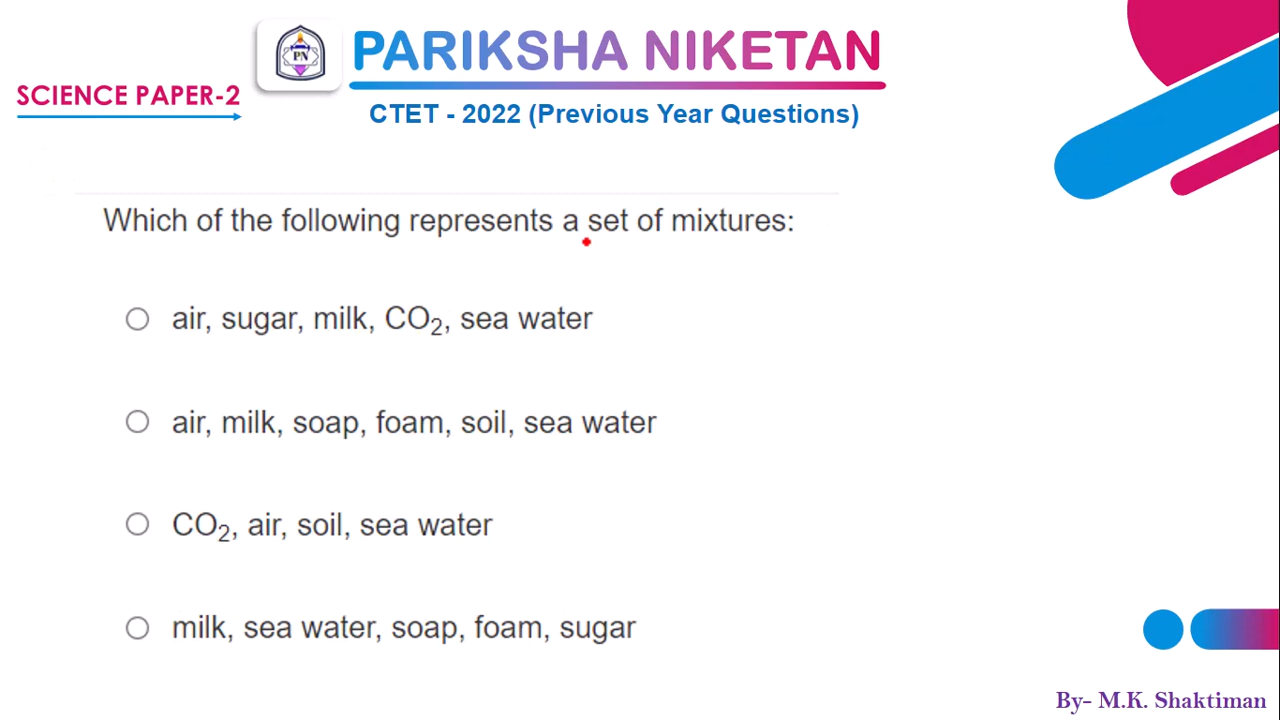 PN
PARIKSHA NIKETAN
SCIENCE PAPER-2
CTET - 2022 (Previous Year Questions)
Which of the following represents a set of mixtures:
air, sugar, milk, CO₂, sea water
air, milk, soap, foam, soil, sea water
CO₂, air, soil, sea water
milk, sea water, soap, foam, sugar
By- M.K. Shaktiman